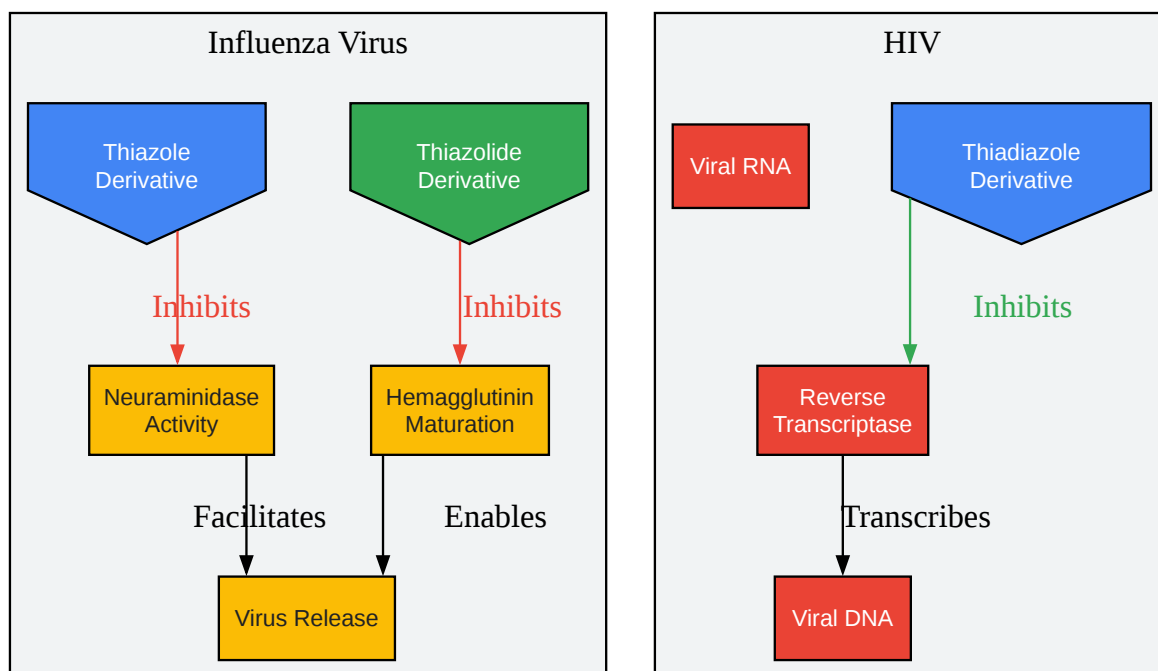 Influenza Virus
Thiazole
Derivative
Thiazolide
Derivative
Inhibits
Inhibits
Neuraminidase
Activity
Hemagglutinin
Maturation
Facilitates
Enables
Virus Release
HIV
Viral RNA
Thiadiazole
Derivative
Inhibits
Reverse
Transcriptase
Transcribes
Viral DNA